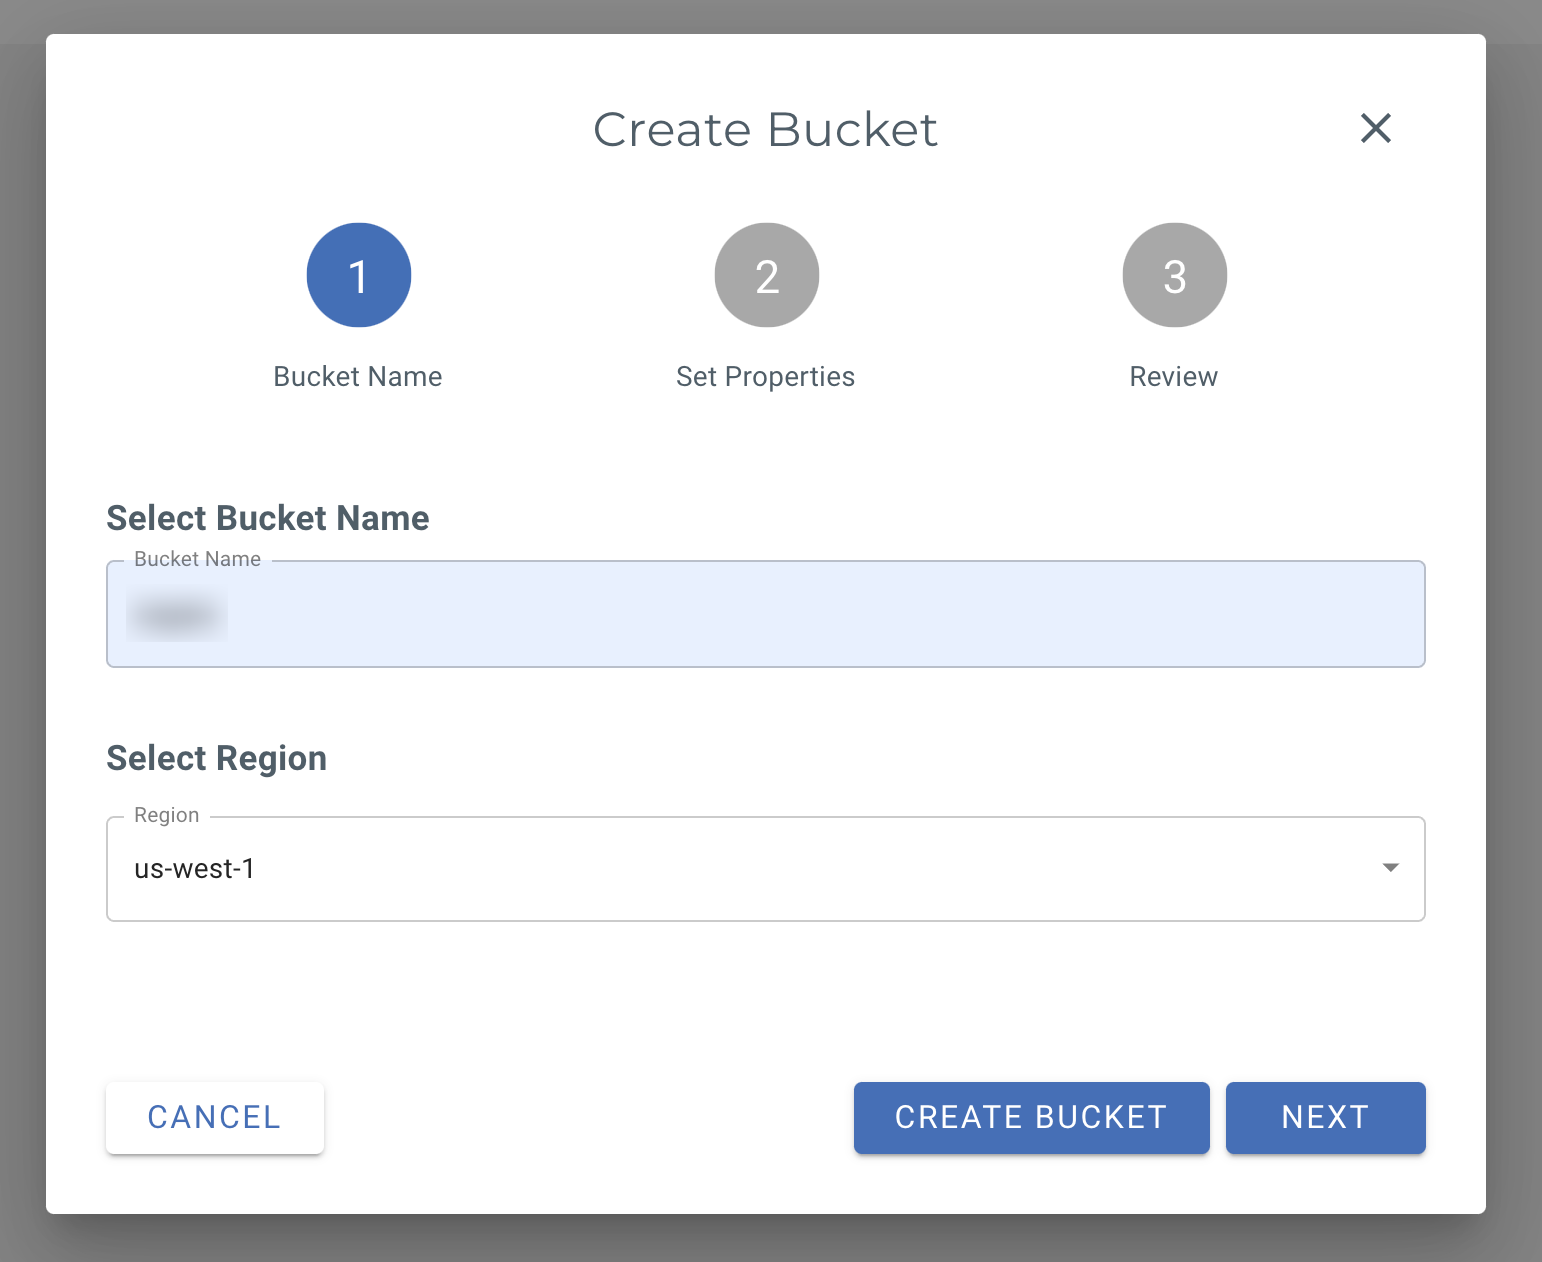 Create Bucket
1
2
3
Bucket Name
Set Properties
Review
Select Bucket Name
Bucket Name
Select Region
Region
us-west-1
CANCEL
CREATE BUCKET
NEXT